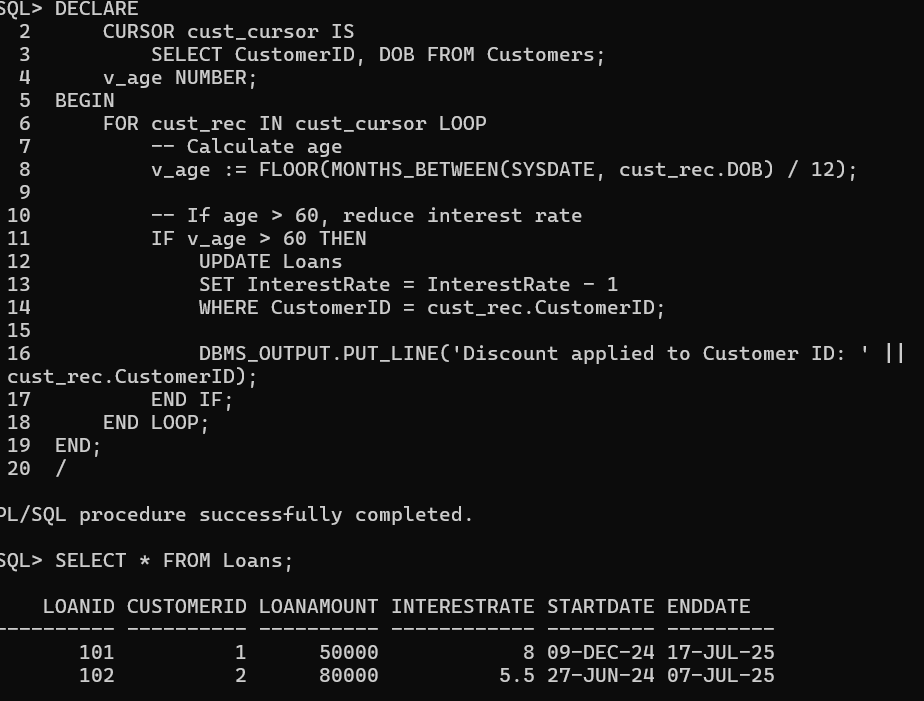 SQL> DECLARE
2 CURSOR cust_cursor IS
3 SELECT CustomerID, DOB FROM Customers;
4 v_age NUMBER;
5 BEGIN
6 FOR cust_rec IN cust_cursor LOOP
7 -- Calculate age
8 v_age := FLOOR(MONTHS_BETWEEN(SYSDATE, cust_rec.DOB) / 12);
9
10 -- If age > 60, reduce interest rate
11 IF v_age > 60 THEN
12 UPDATE Loans
13 SET InterestRate = InterestRate - 1
14 WHERE CustomerID = cust_rec.CustomerID;
15
16 DBMS_OUTPUT.PUT_LINE('Discount applied to Customer ID: ' ||
cust_rec.CustomerID);
17 END IF;
18 END LOOP;
19 END;
20 /
PL/SQL procedure successfully completed.
SQL> SELECT * FROM Loans;
LOANID CUSTOMERID LOANAMOUNT INTERESTRATE STARTDATE ENDDATE
---------- ---------- ---------- ------------ --------- ---------
101 1 50000 8 09-DEC-24 17-JUL-25
102 2 80000 5.5 27-JUN-24 07-JUL-25